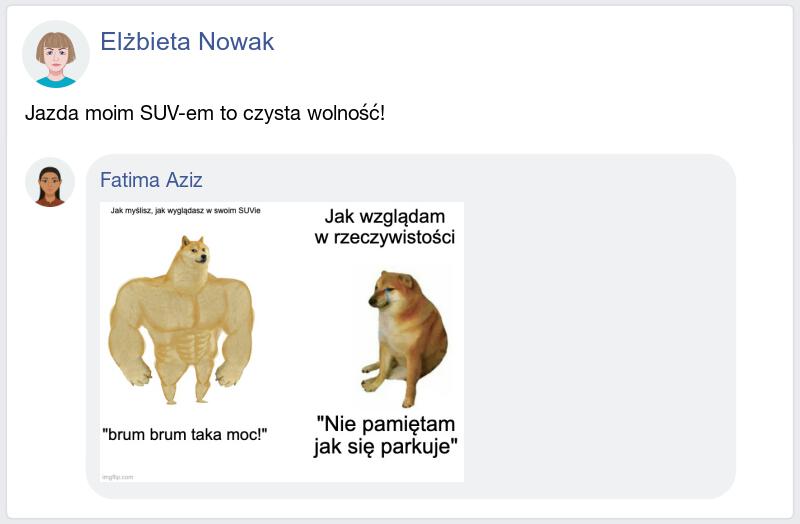 Elżbieta Nowak
Jazda moim SUV-em to czysta wolność!
Fatima Aziz
Jak myślisz, jak wyglądasz w swoim SUVie
"brum brum taka moc!"
Jak wzglądam
w rzeczywistości
"Nie pamiętam
jak się parkuje"
imgflip.com